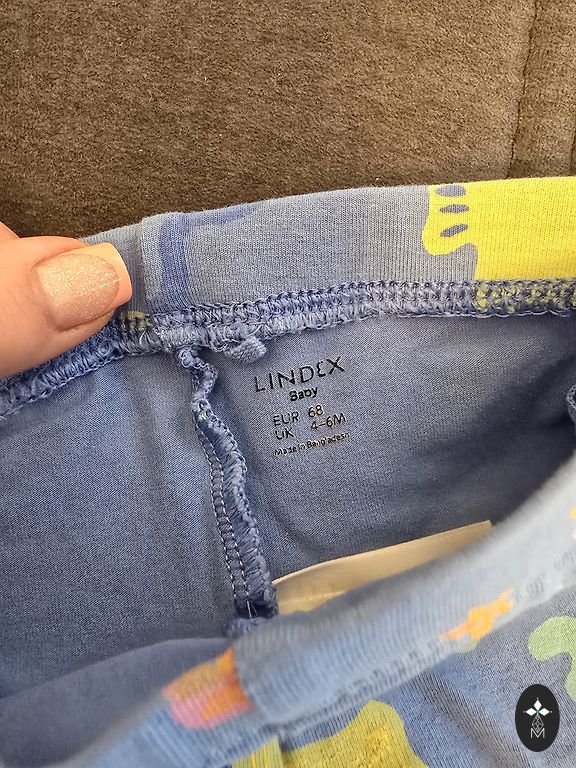 LINDEX
Baby
EUR 68
UK 4-6M
Made in Bangladesh
M